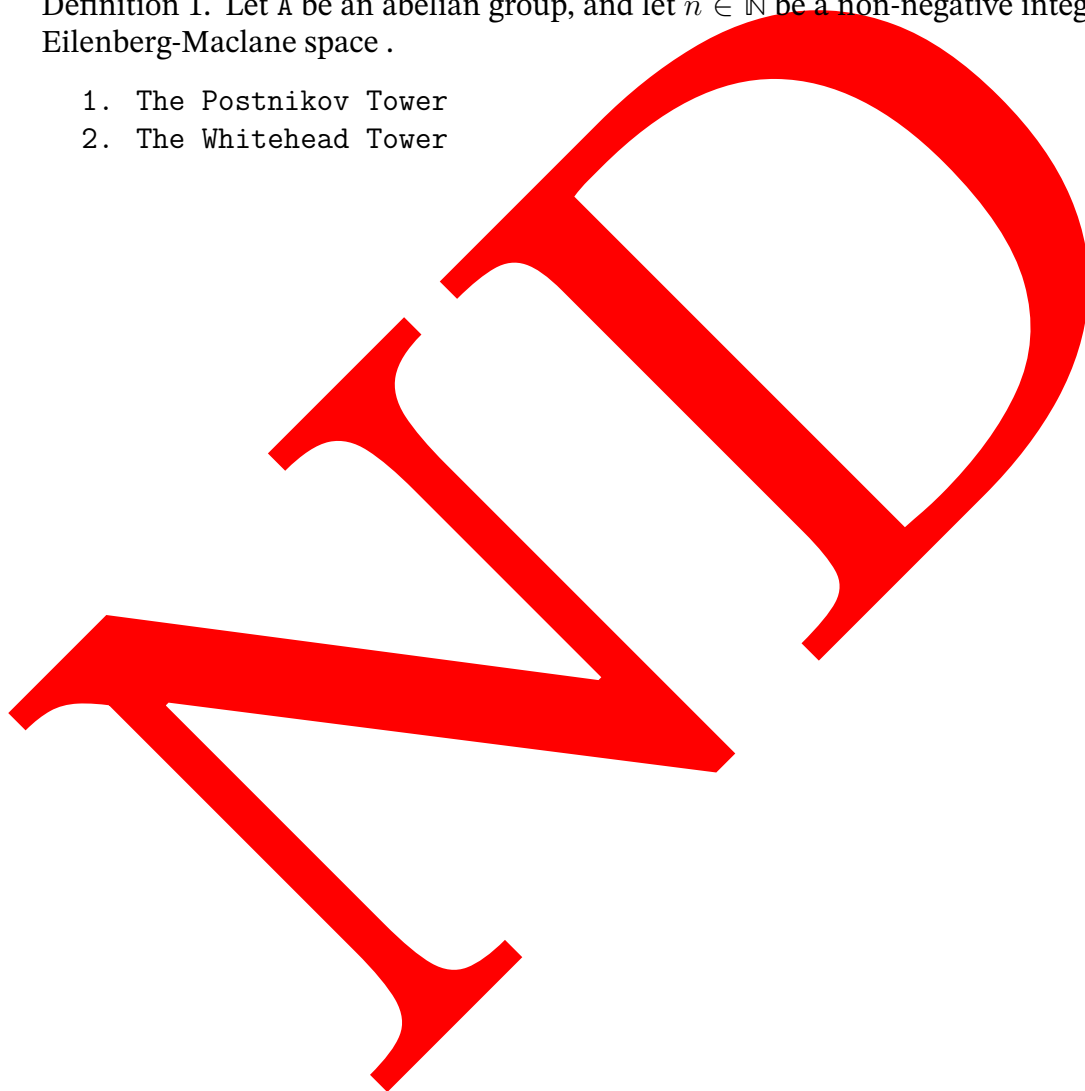 Definition 1. Let A be an abelian group, and let n ∈ ℕ be a non-negative integ
Eilenberg-Maclane space .
1. The Postnikov Tower
2. The Whitehead Tower
ND